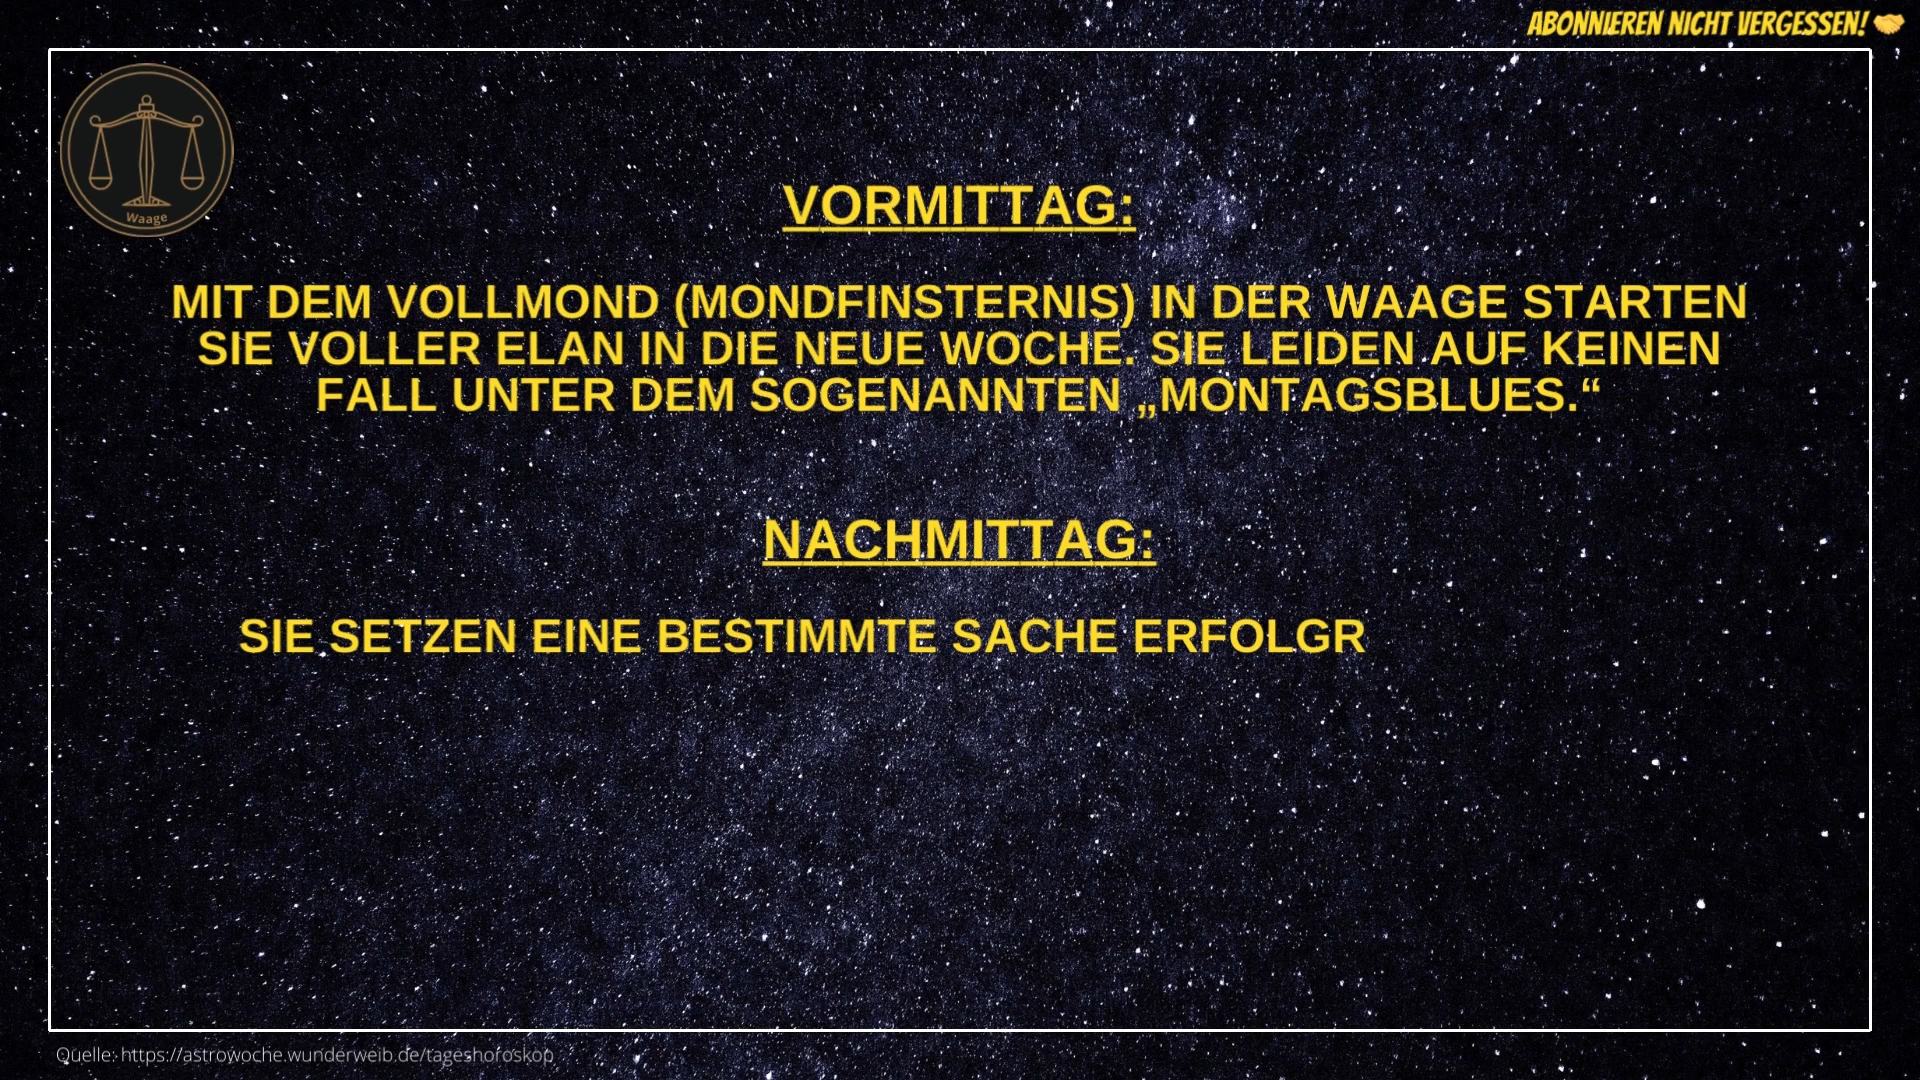 ABONNIEREN NICHT VERGESSEN!
Waage
VORMITTAG:
MIT DEM VOLLMOND (MONDFINSTERNIS) IN DER WAAGE STARTEN
SIE VOLLER ELAN IN DIE NEUE WOCHE. SIE LEIDEN AUF KEINEN
FALL UNTER DEM SOGENANNTEN „MONTAGSBLUES.“
NACHMITTAG:
SIE SETZEN EINE BESTIMMTE SACHE ERFOLGR
Quelle: https://astrowoche.wunderweib.de/tageshoroskop